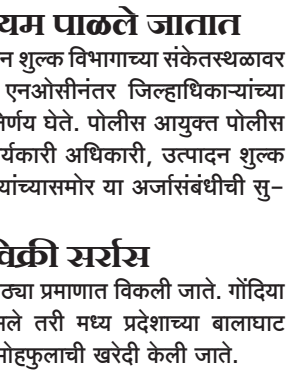 यम पाळले जातात
न शुल्क विभागाच्या संकेतस्थळावर
एनओसीनंतर जिल्हाधिकाऱ्यांच्या
निर्णय घेते. पोलीस आयुक्त पोलीस
र्यकारी अधिकारी, उत्पादन शुल्क
यांच्यासमोर या अर्जासंबंधीची सु-
विक्री सर्रास
ठ्या प्रमाणात विकली जाते. गोंदिया
सले तरी मध्य प्रदेशाच्या बालाघाट
मोहफुलाची खरेदी केली जाते.